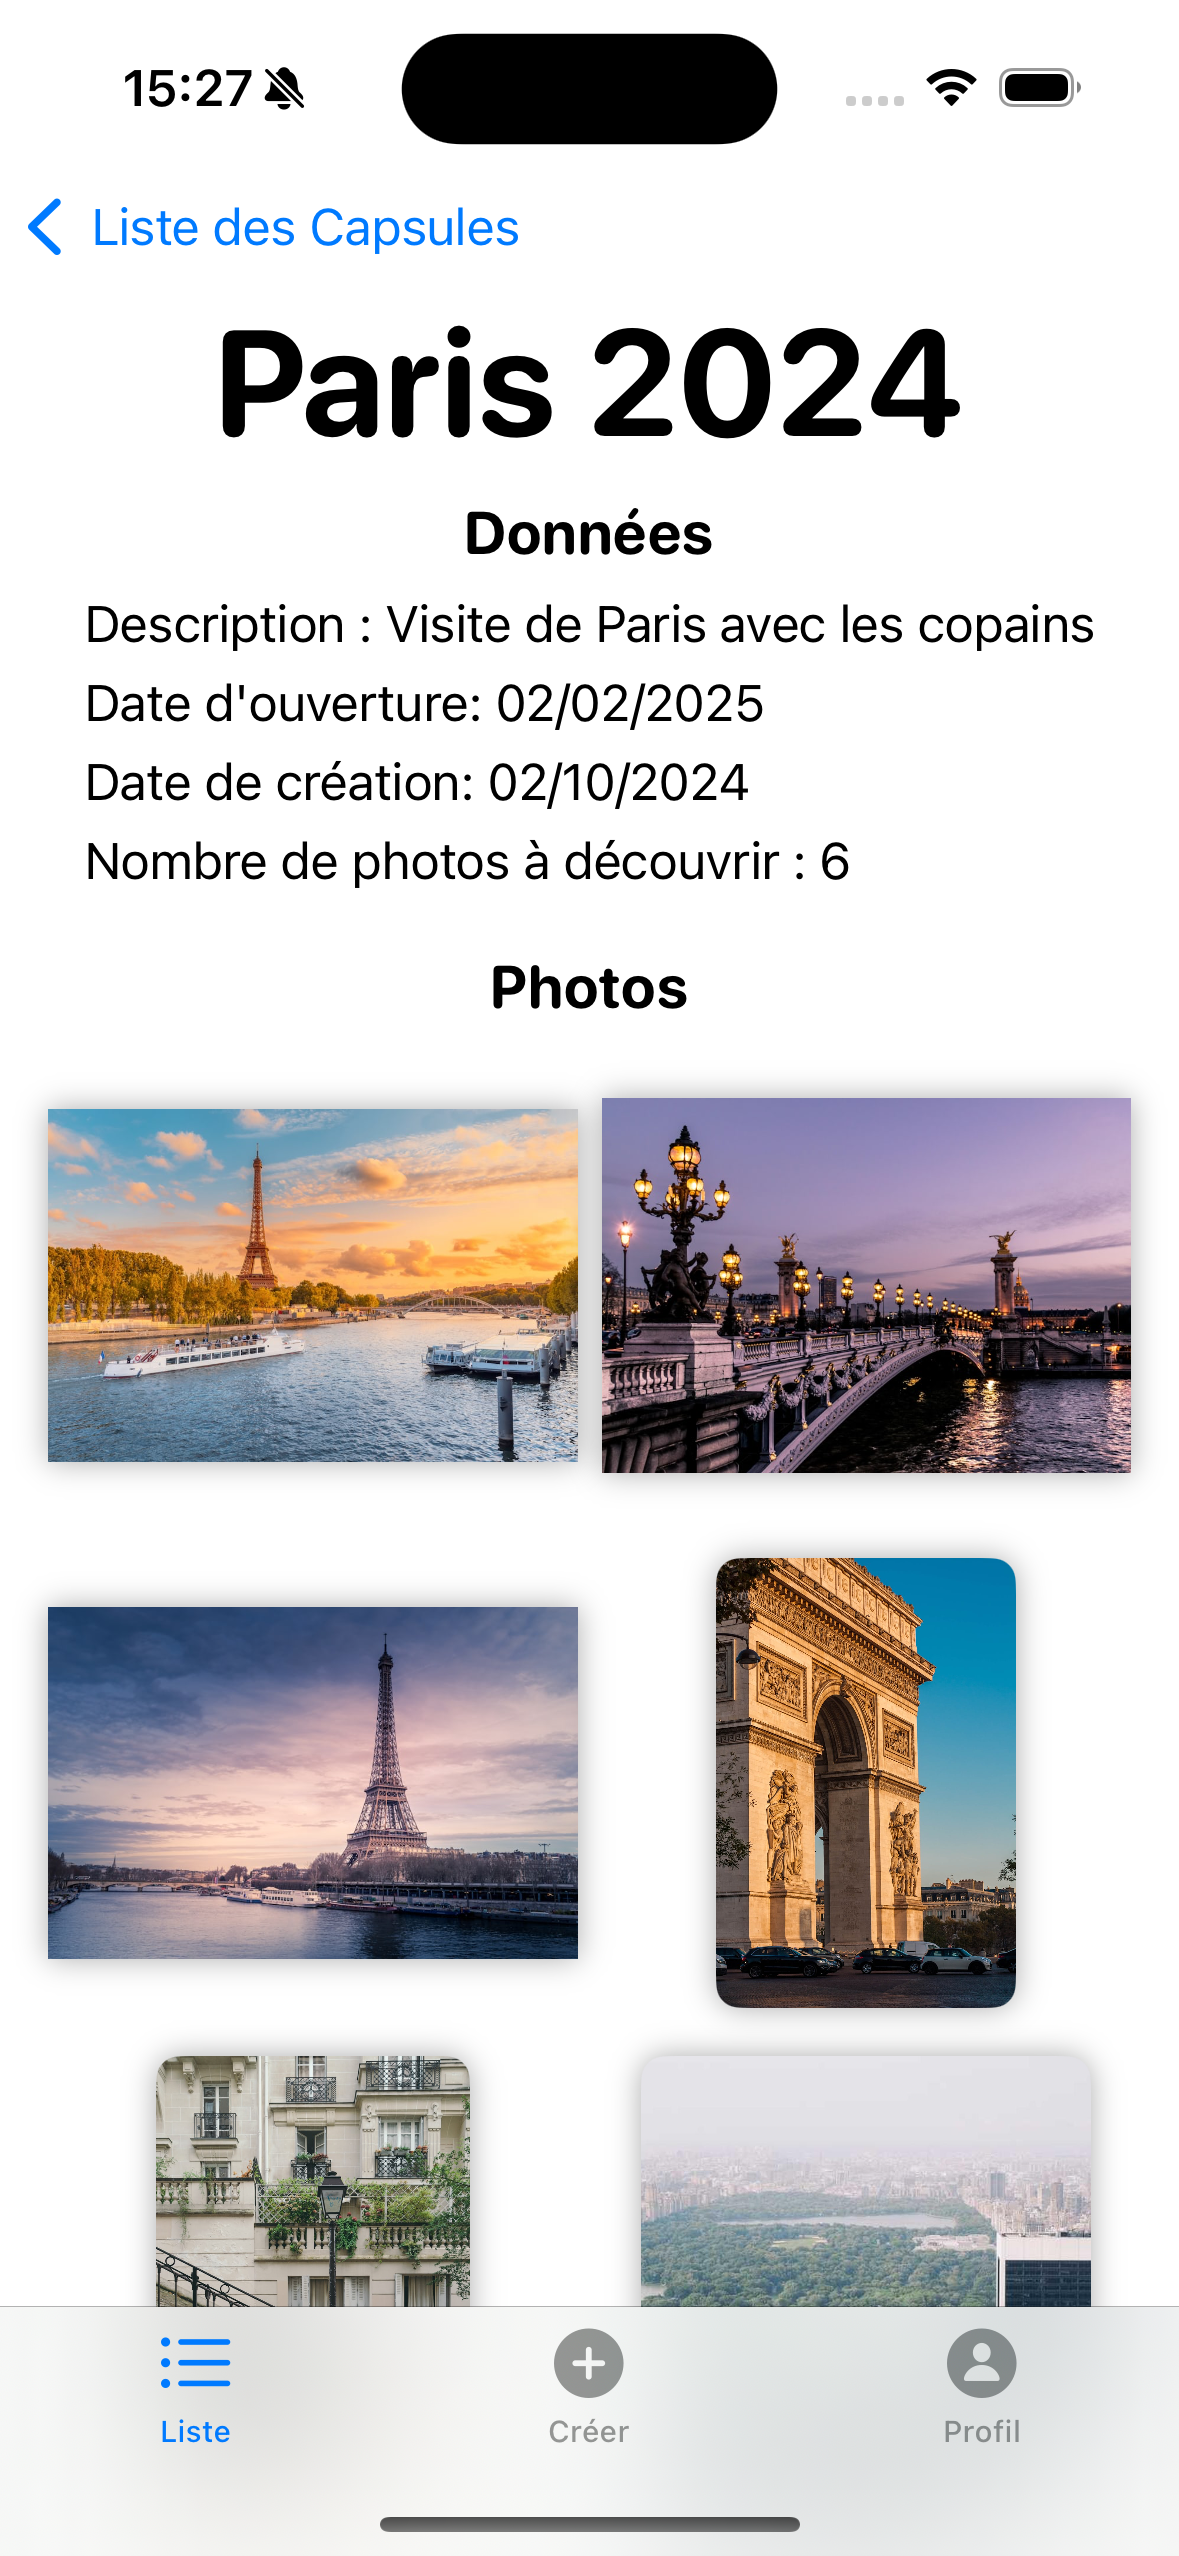 15:27
Liste des Capsules
Paris 2024
Données
Description : Visite de Paris avec les copains
Date d'ouverture: 02/02/2025
Date de création: 02/10/2024
Nombre de photos à découvrir : 6
Photos
Liste
Créer
Profil